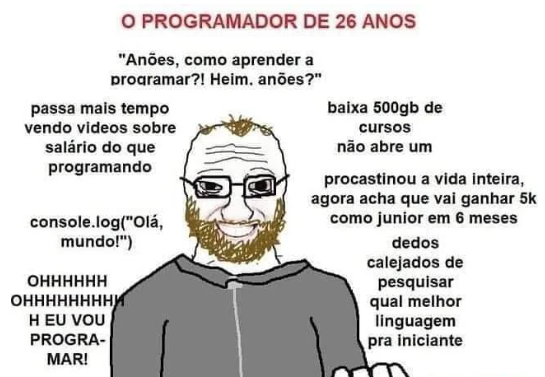 O PROGRAMADOR DE 26 ANOS
"Anões, como aprender a
programar?! Heim, anões?"
passa mais tempo
vendo videos sobre
salário do que
programando
baixa 500gb de
cursos
não abre um
procastinou a vida inteira,
agora acha que vai ganhar 5k
como junior em 6 meses
console.log("Olá,
mundo!")
dedos
calejados de
pesquisar
qual melhor
linguagem
pra iniciante
OHHHHHH
OHHHHHHHHH
H EU VOU
PROGRA-
MAR!